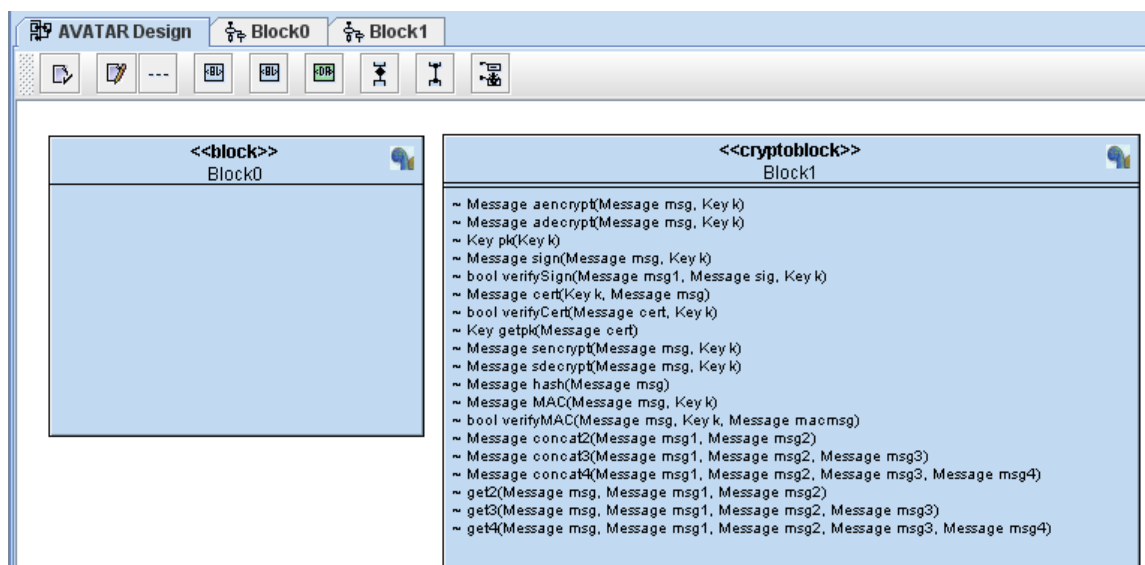 AVATAR Design Block0 Block1
--- <BL> <BL> <DR>
<<block>>
Block0
<<cryptoblock>>
Block1
~ Message aencrypt(Message msg, Key k)
~ Message adecrypt(Message msg, Key k)
~ Key pk(Key k)
~ Message sign(Message msg, Key k)
~ bool verifySign(Message msg1, Message sig, Key k)
~ Message cert(Key k, Message msg)
~ bool verifyCert(Message cert, Key k)
~ Key getpk(Message cert)
~ Message sencrypt(Message msg, Key k)
~ Message sdecrypt(Message msg, Key k)
~ Message hash(Message msg)
~ Message MAC(Message msg, Key k)
~ bool verifyMAC(Message msg, Key k, Message macmsg)
~ Message concat2(Message msg1, Message msg2)
~ Message concat3(Message msg1, Message msg2, Message msg3)
~ Message concat4(Message msg1, Message msg2, Message msg3, Message msg4)
~ get2(Message msg, Message msg1, Message msg2)
~ get3(Message msg, Message msg1, Message msg2, Message msg3)
~ get4(Message msg, Message msg1, Message msg2, Message msg3, Message msg4)